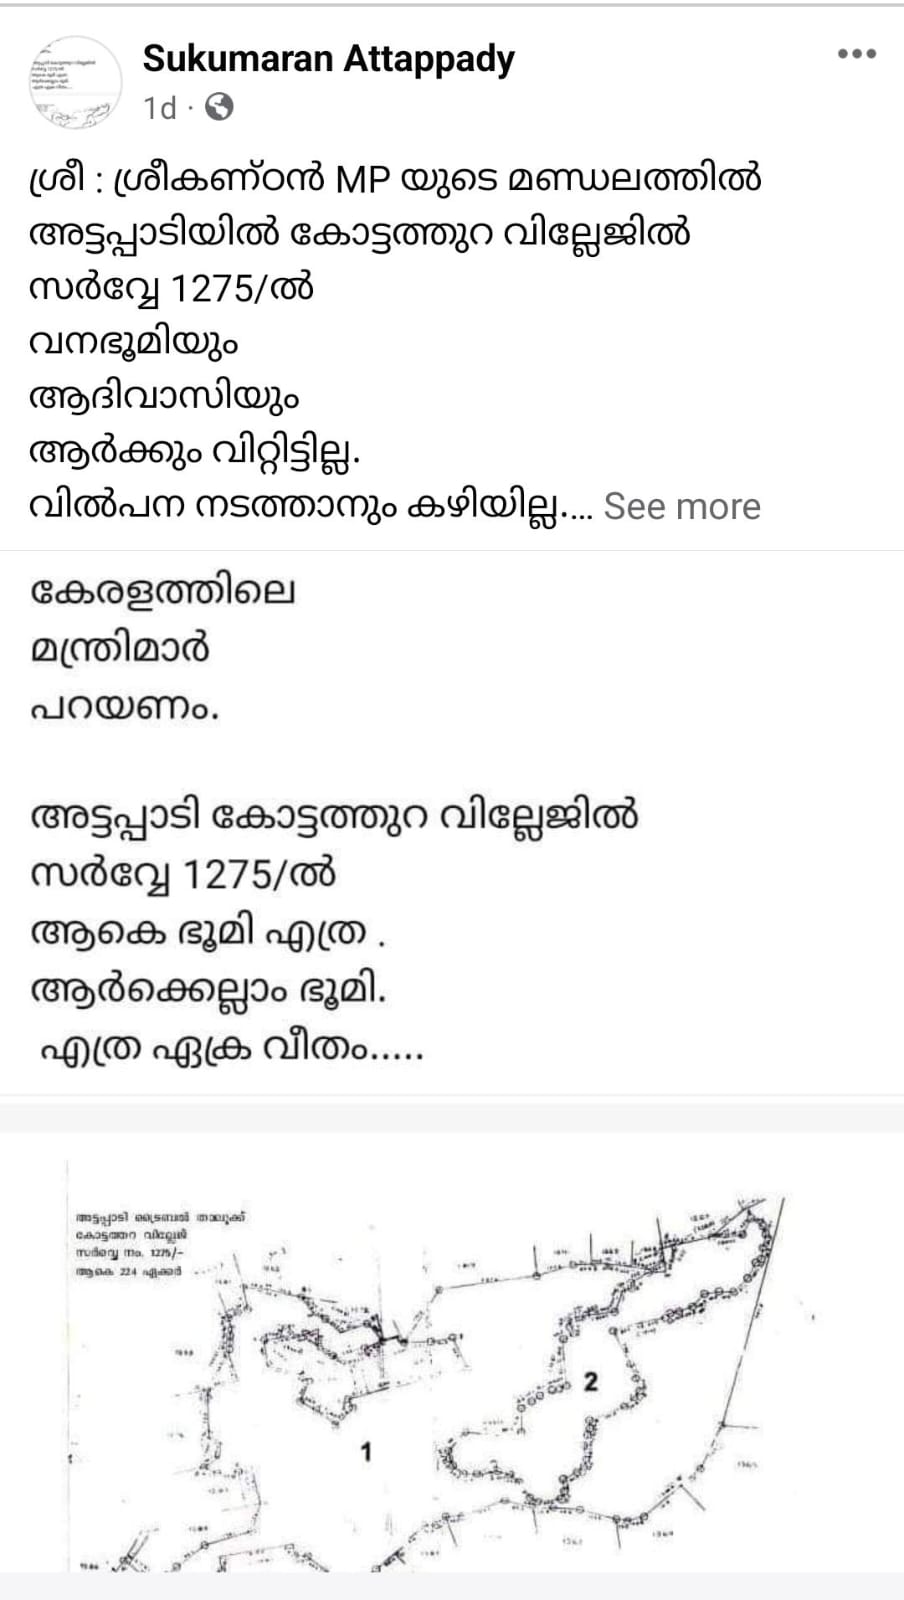 Sukumaran Attappady
1d
ശ്രീ : ശ്രീകണ്ഠൻ MP യുടെ മണ്ഡലത്തിൽ
അട്ടപ്പാടിയിൽ കോട്ടത്തുറ വില്ലേജിൽ
സർവ്വേ 1275/ൽ
വനഭൂമിയും
ആദിവാസിയും
ആർക്കും വിറ്റിട്ടില്ല.
വിൽപന നടത്താനും കഴിയില്ല.... See more
കേരളത്തിലെ
മന്ത്രിമാർ
പറയണം.
അട്ടപ്പാടി കോട്ടത്തുറ വില്ലേജിൽ
സർവ്വേ 1275/ൽ
ആകെ ഭൂമി എത്ര .
ആർക്കെല്ലാം ഭൂമി.
എത്ര ഏക്ര വീതം.....
അട്ടപ്പാടി ട്രൈബൽ താലൂക്ക്
കോട്ടത്തറ വില്ലേജ്
സർവ്വെ നം. 1275/-
ആകെ 224 ഏക്കർ
1
2